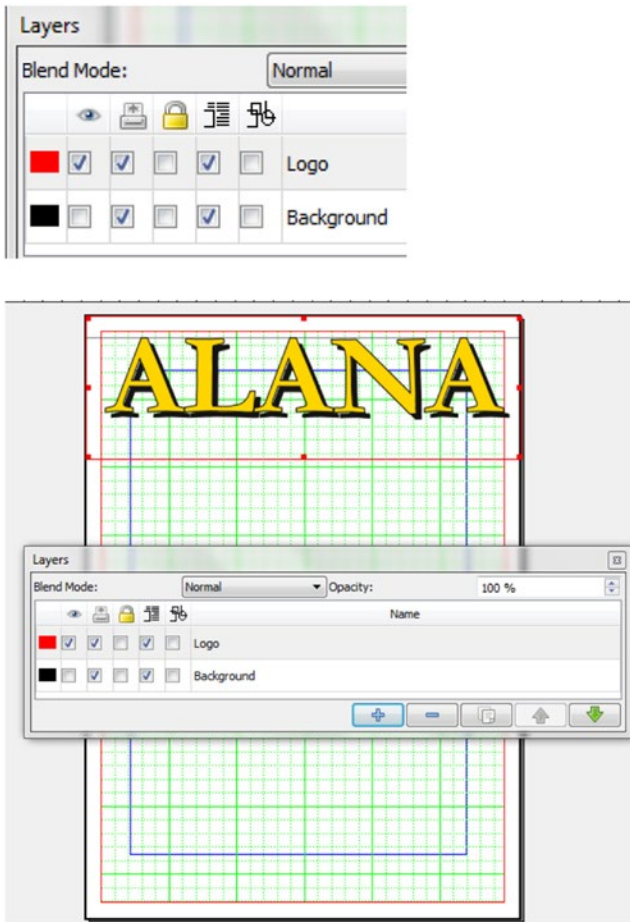 Layers
Blend Mode: Normal
Logo
Background
ALANA
Layers
Blend Mode: Normal Opacity: 100 %
Name
Logo
Background